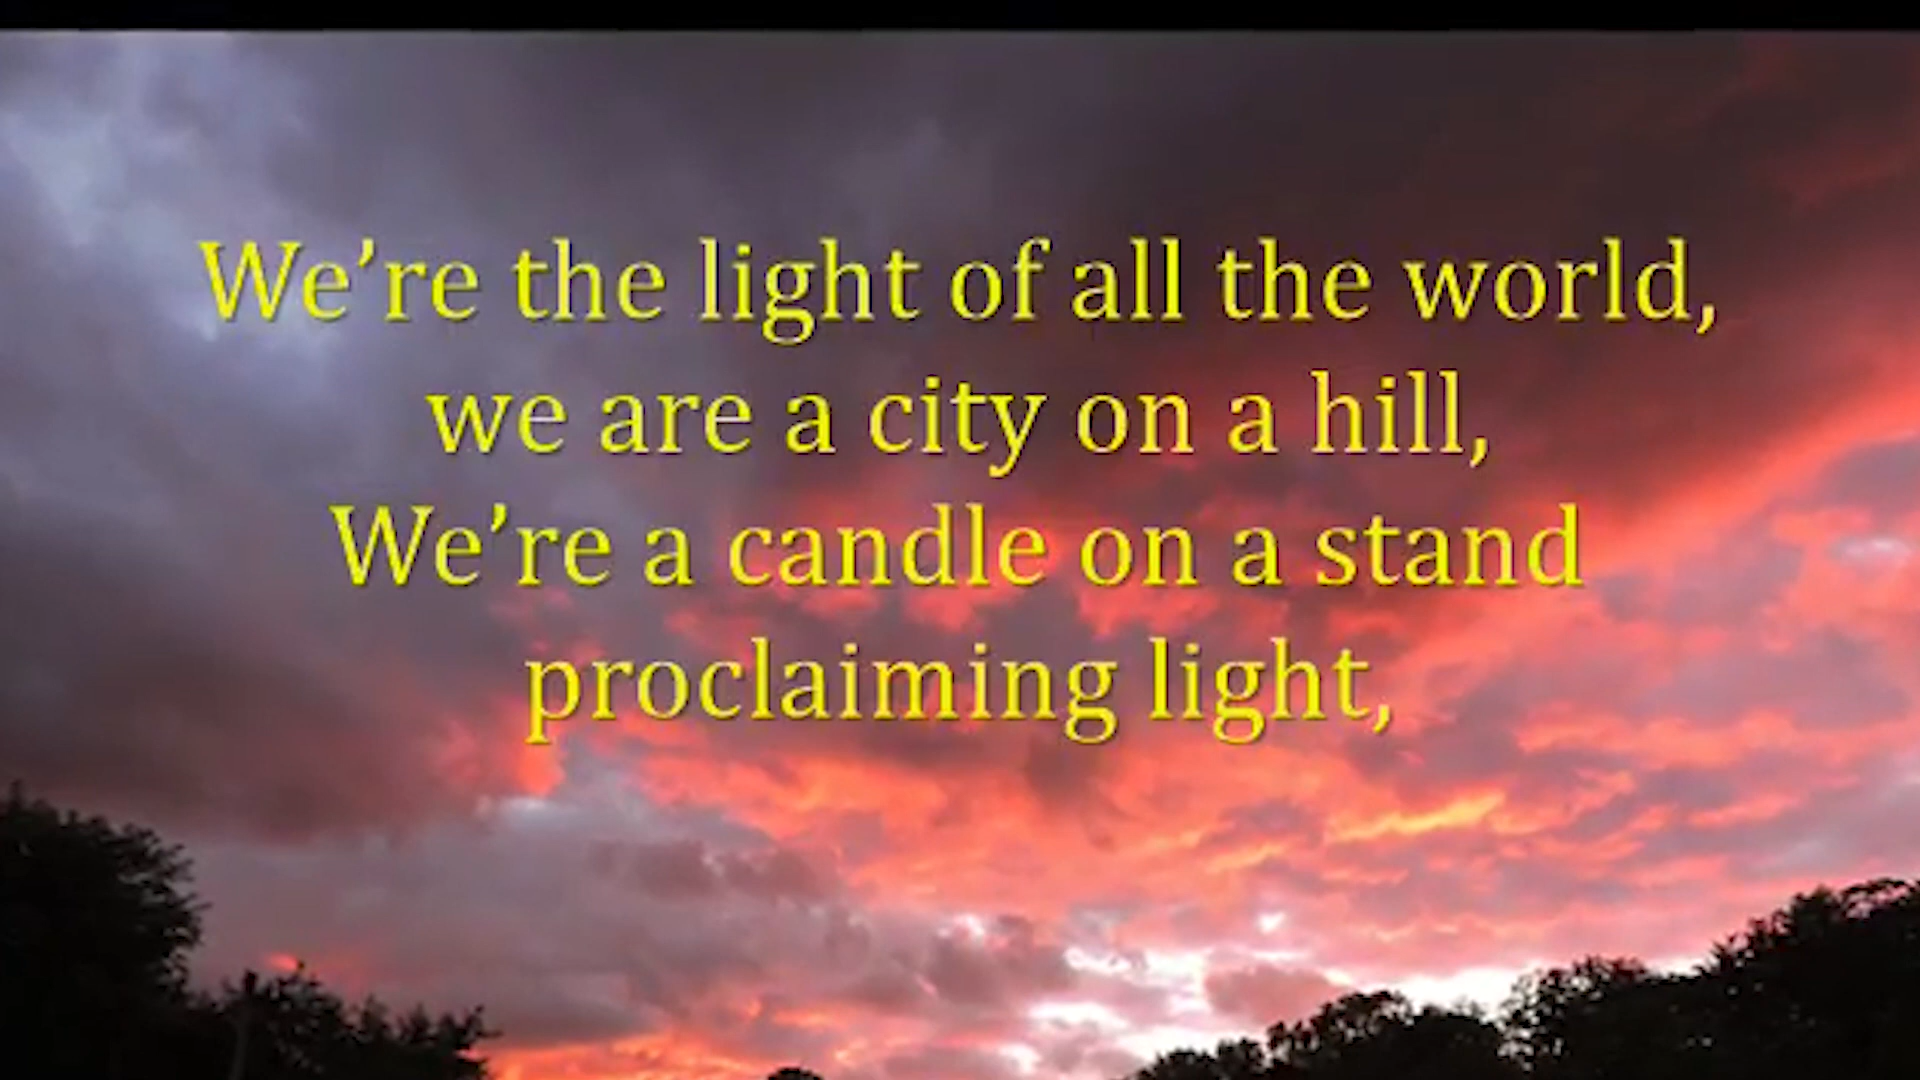 We’re the light of all the world,
we are a city on a hill,
We’re a candle on a stand
proclaiming light,